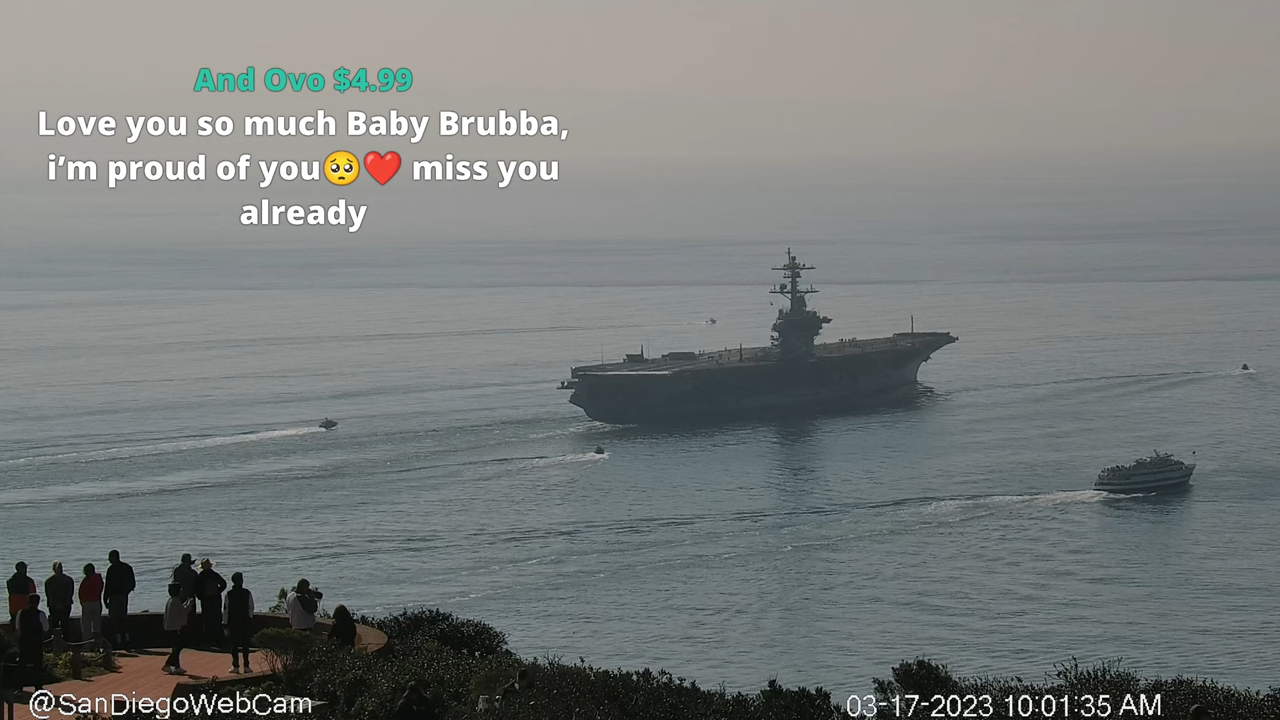 And Ovo $4.99
Love you so much Baby Brubba,
i’m proud of you🥺❤️ miss you
already
@SanDiegoWebCam
03-17-2023 10:01:35 AM